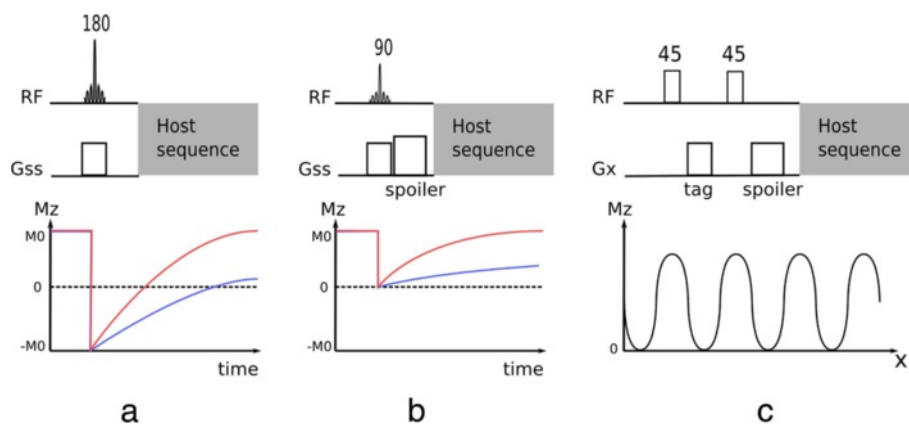 180
RF
Host
sequence
Gss
Mz
M0
0
-M0
time
a
90
RF
Host
sequence
Gss
spoiler
Mz
M0
0
-M0
time
b
45 45
RF
Host
sequence
Gx
tag spoiler
Mz
0
x
c